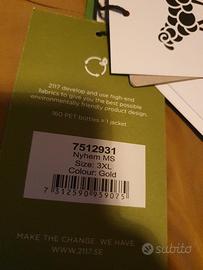 2117 develop and use high-end
fabrics to give you the best possible
environmentally friendly product design.
160 PET bottles = 1 jacket
7512931
Nyhem MS
Size: 3XL
Colour: Gold
7 312590 959075
MAKE THE CHANGE. WE HAVE.
WWW.2117.SE
subito